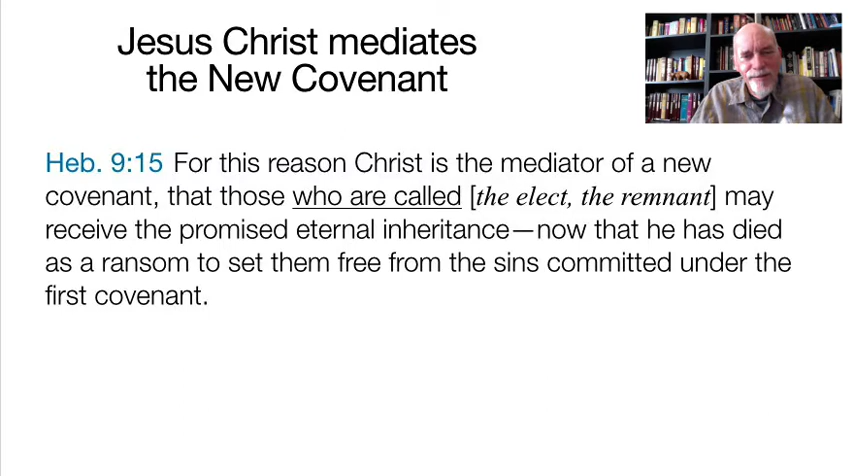 Jesus Christ mediates
the New Covenant
Heb. 9:15 For this reason Christ is the mediator of a new
covenant, that those who are called [the elect, the remnant] may
receive the promised eternal inheritance—now that he has died
as a ransom to set them free from the sins committed under the
first covenant.